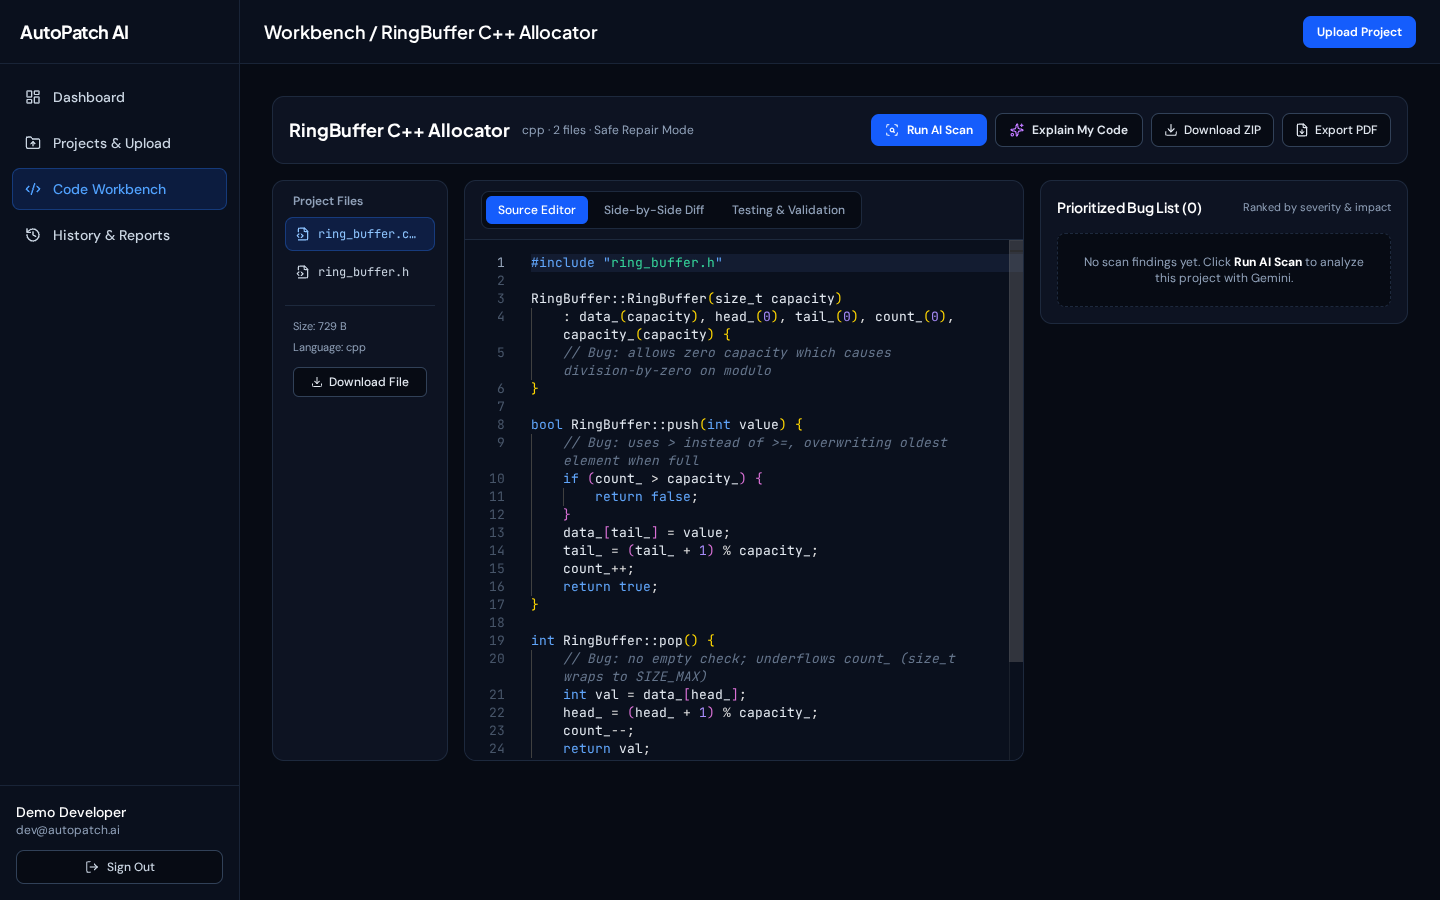 AutoPatch AI
Workbench / RingBuffer C++ Allocator
Upload Project
Dashboard
Projects & Upload
Code Workbench
History & Reports
RingBuffer C++ Allocator
cpp · 2 files · Safe Repair Mode
Run AI Scan
Explain My Code
Download ZIP
Export PDF
Project Files
ring_buffer.c…
ring_buffer.h
Size: 729 B
Language: cpp
Download File
Source Editor
Side-by-Side Diff
Testing & Validation
1 #include "ring_buffer.h"
2
3 RingBuffer::RingBuffer(size_t capacity)
4     : data_(capacity), head_(0), tail_(0), count_(0),
    capacity_(capacity) {
5     // Bug: allows zero capacity which causes
    division-by-zero on modulo
6 }
7
8 bool RingBuffer::push(int value) {
9     // Bug: uses > instead of >=, overwriting oldest
    element when full
10     if (count_ > capacity_) {
11         return false;
12     }
13     data_[tail_] = value;
14     tail_ = (tail_ + 1) % capacity_;
15     count_++;
16     return true;
17 }
18
19 int RingBuffer::pop() {
20     // Bug: no empty check; underflows count_ (size_t
    wraps to SIZE_MAX)
21     int val = data_[head_];
22     head_ = (head_ + 1) % capacity_;
23     count_--;
24     return val;
Prioritized Bug List (0)
Ranked by severity & impact
No scan findings yet. Click Run AI Scan to analyze
this project with Gemini.
Demo Developer
dev@autopatch.ai
Sign Out